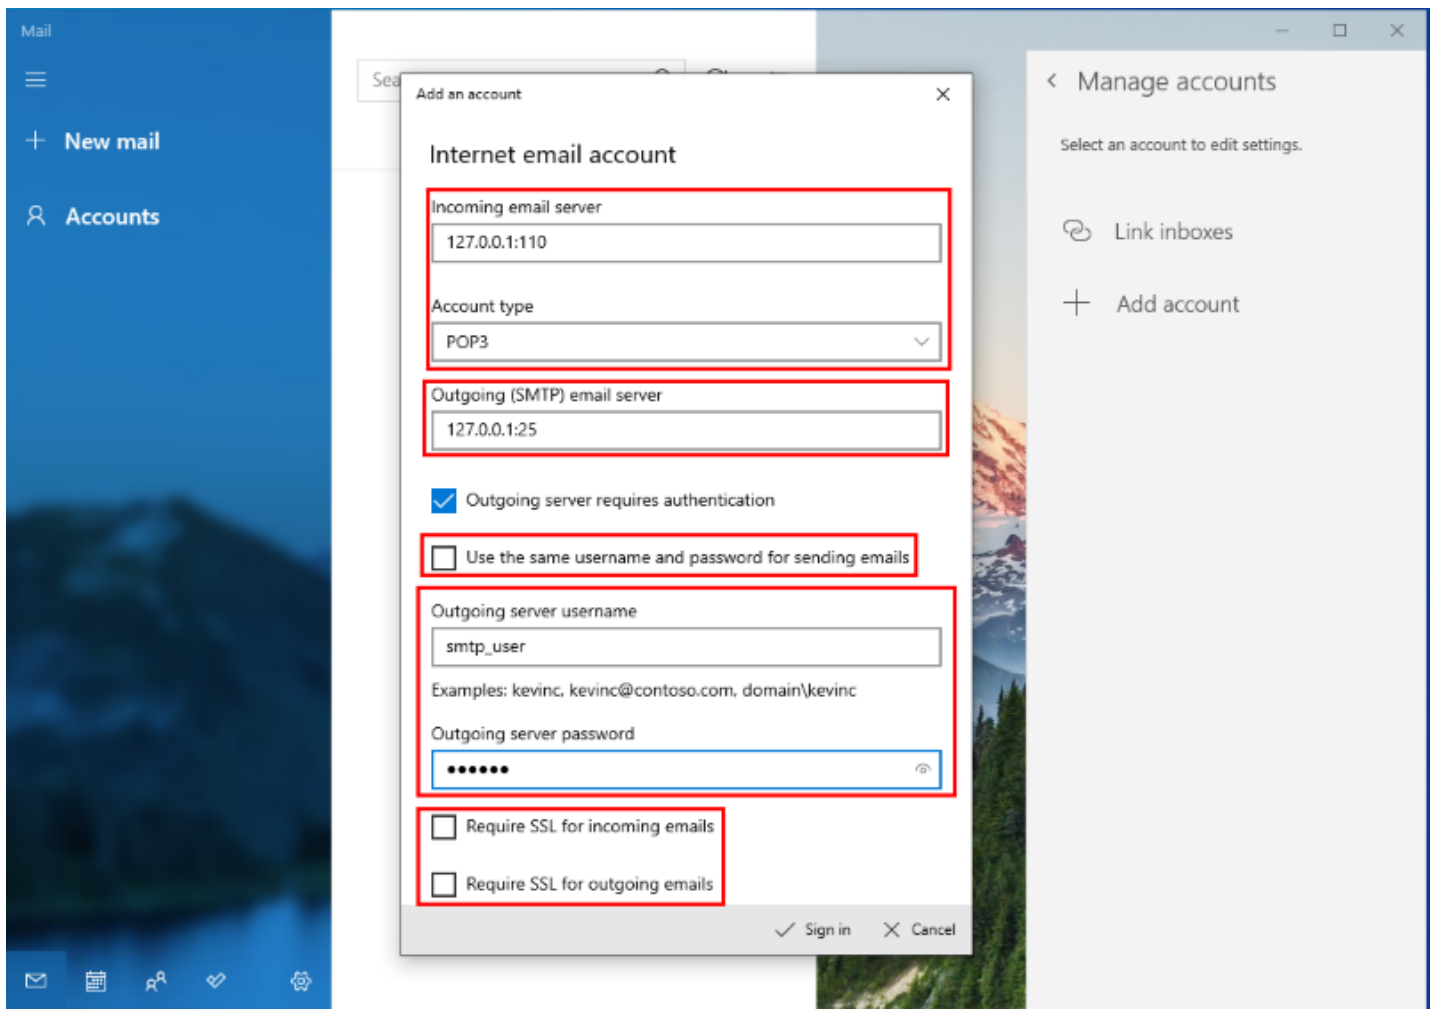 Mail
New mail
Accounts
Sea
Add an account
Internet email account
Incoming email server
127.0.0.1:110
Account type
POP3
Outgoing (SMTP) email server
127.0.0.1:25
Outgoing server requires authentication
Use the same username and password for sending emails
Outgoing server username
smtp_user
Examples: kevinc, kevinc@contoso.com, domain\kevinc
Outgoing server password
••••••
Require SSL for incoming emails
Require SSL for outgoing emails
Sign in
Cancel
Manage accounts
Select an account to edit settings.
Link inboxes
Add account